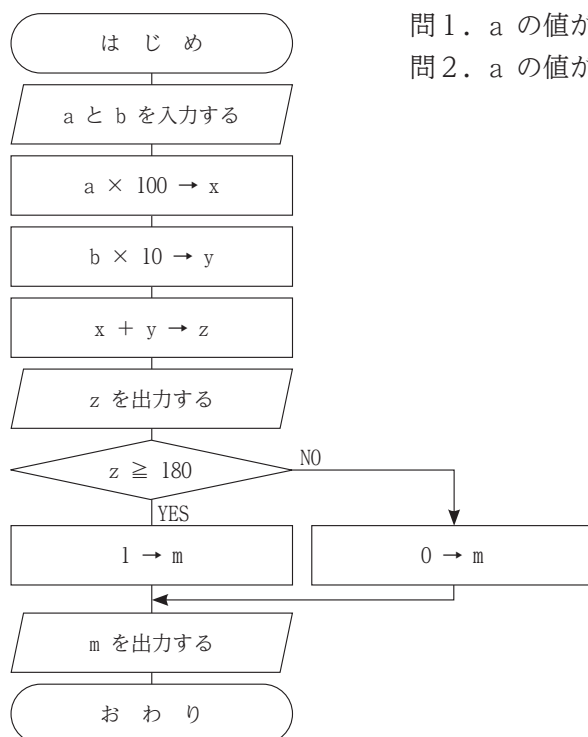 問1．a の値が
問2．a の値が
は じ め
a と b を入力する
a × 100 → x
b × 10 → y
x + y → z
z を出力する
z ≧ 180
NO
YES
1 → m
0 → m
m を出力する
お わ り